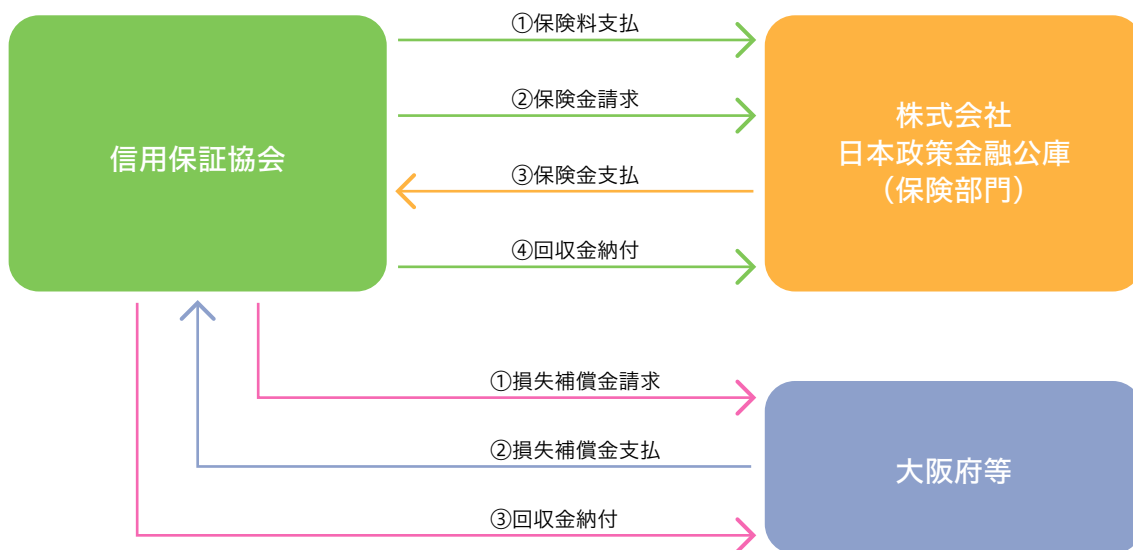 ①保険料支払
②保険金請求
③保険金支払
④回収金納付
信用保証協会
株式会社
日本政策金融公庫
（保険部門）
①損失補償金請求
②損失補償金支払
③回収金納付
大阪府等